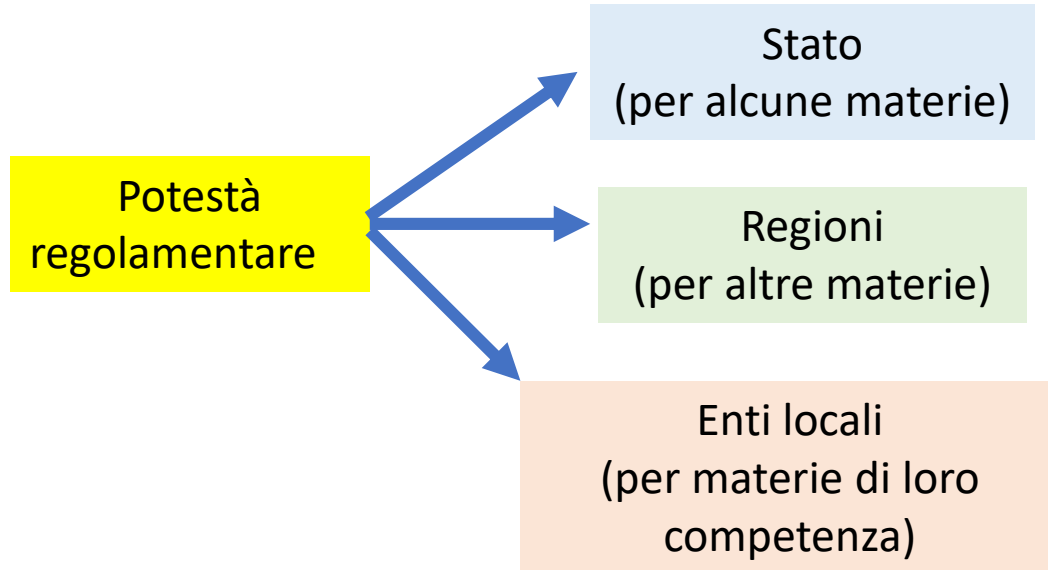 Potestà
regolamentare
Stato
(per alcune materie)
Regioni
(per altre materie)
Enti locali
(per materie di loro
competenza)